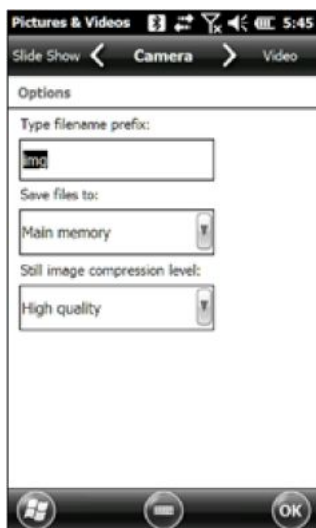 Pictures & Videos 5:45
Slide Show Camera Video
Options
Type filename prefix:
img
Save files to:
Main memory
Still image compression level:
High quality
OK